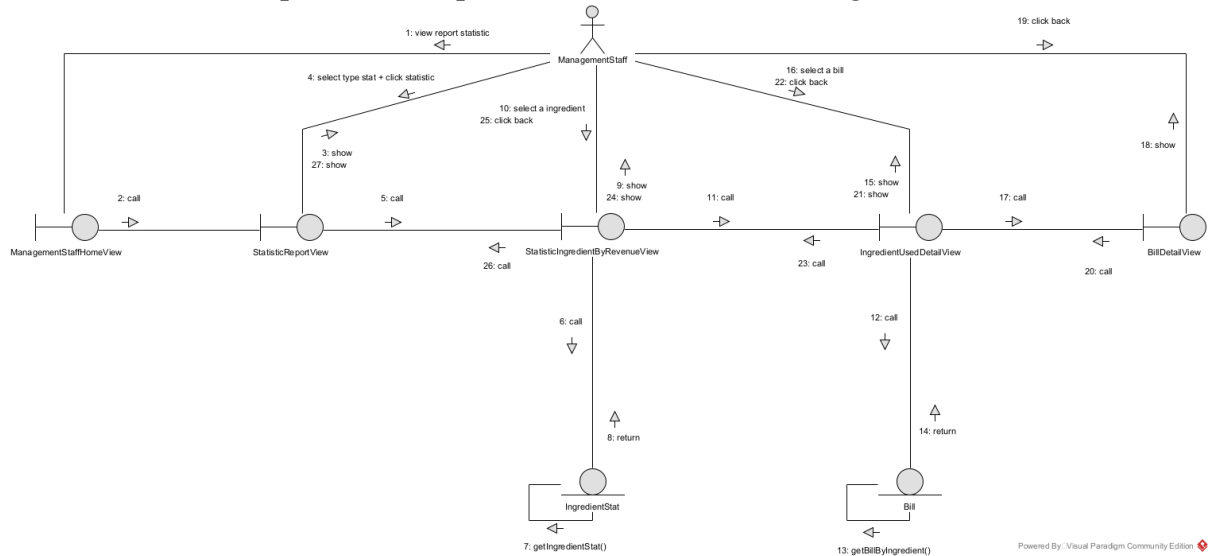 19: click back
1: view report statistic
ManagementStaff
16: select a bill
22: click back
4: select type stat + click statistic
10: select a ingredient
25: click back
3: show
27: show
18: show
9: show
24: show
15: show
21: show
2: call
5: call
11: call
17: call
ManagementStaffHomeView
StatisticReportView
StatisticIngredientByRevenueView
IngredientUsedDetailView
BillDetailView
26: call
23: call
20: call
6: call
12: call
8: return
14: return
IngredientStat
Bill
7: getIngredientStat()
13: getBillByIngredient()
Powered By: Visual Paradigm Community Edition